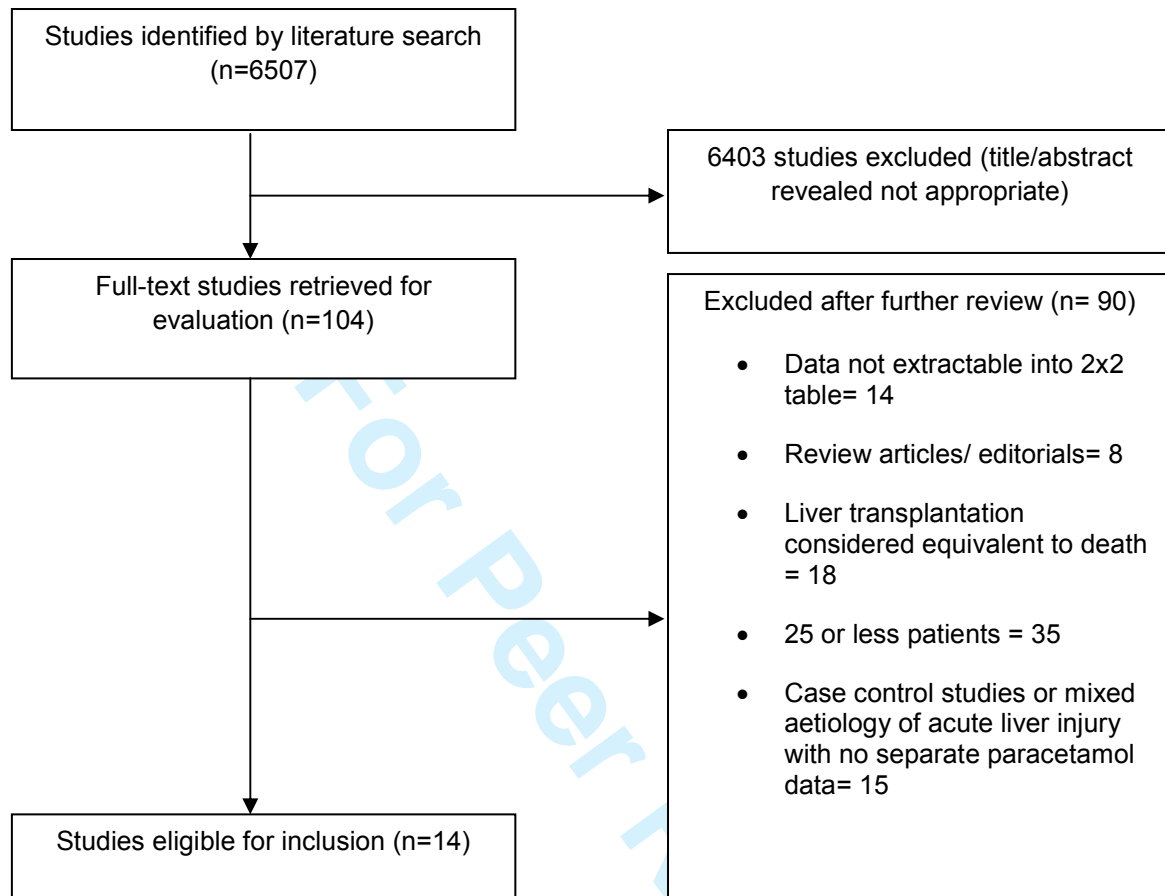 Studies identified by literature search
(n=6507)
6403 studies excluded (title/abstract
revealed not appropriate)
Full-text studies retrieved for
evaluation (n=104)
Excluded after further review (n= 90)
• Data not extractable into 2x2
table= 14
• Review articles/ editorials= 8
• Liver transplantation
considered equivalent to death
= 18
• 25 or less patients = 35
• Case control studies or mixed
aetiology of acute liver injury
with no separate paracetamol
data= 15
Studies eligible for inclusion (n=14)
For Peer